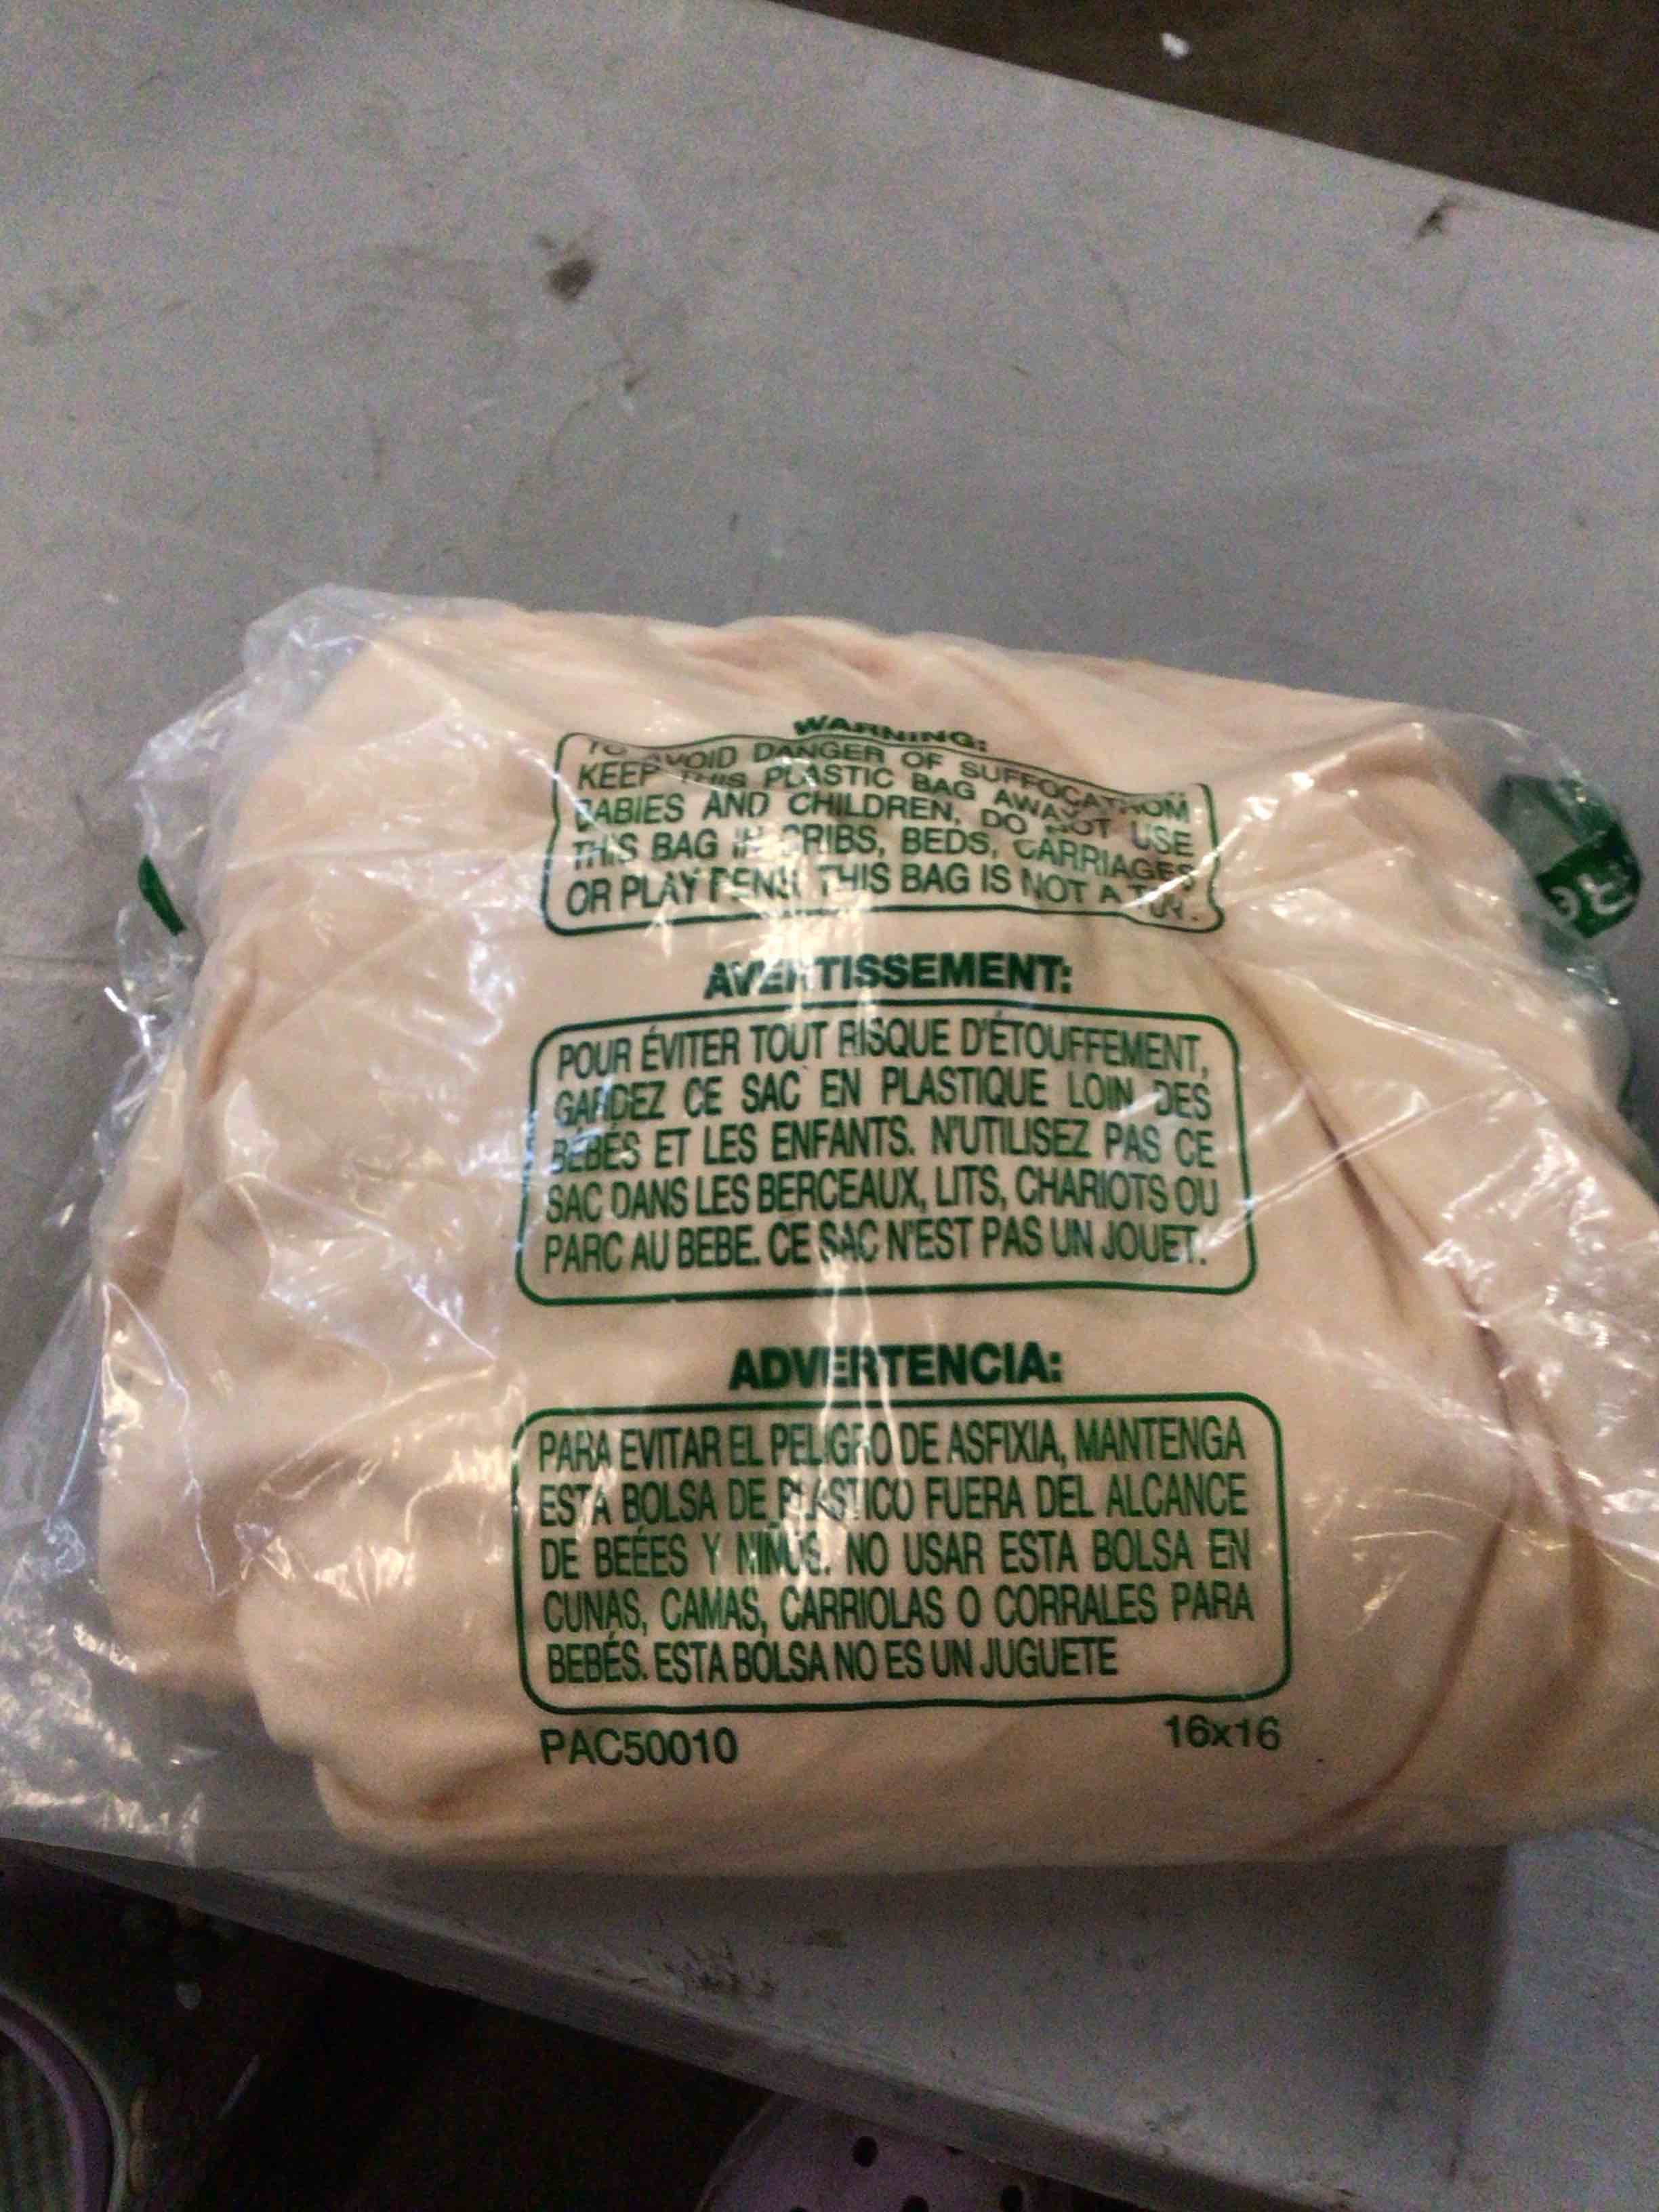 WARNING:
TO AVOID DANGER OF SUFFOCATION
KEEP THIS PLASTIC BAG AWAY FROM
BABIES AND CHILDREN, DO NOT USE
THIS BAG IN CRIBS, BEDS, CARRIAGES
OR PLAY PENS THIS BAG IS NOT A TOY.
AVERTISSEMENT:
POUR ÉVITER TOUT RISQUE D'ÉTOUFFEMENT,
GARDEZ CE SAC EN PLASTIQUE LOIN DES
BÉBÉS ET LES ENFANTS. N'UTILISEZ PAS CE
SAC DANS LES BERCEAUX, LITS, CHARIOTS OU
PARC AU BEBE. CE SAC N'EST PAS UN JOUET.
ADVERTENCIA:
PARA EVITAR EL PELIGRO DE ASFIXIA, MANTENGA
ESTA BOLSA DE PLASTICO FUERA DEL ALCANCE
DE BEÉES Y NIÑOS. NO USAR ESTA BOLSA EN
CUNAS, CAMAS, CARRIOLAS O CORRALES PARA
BEBÉS. ESTA BOLSA NO ES UN JUGUETE
PAC50010
16x16